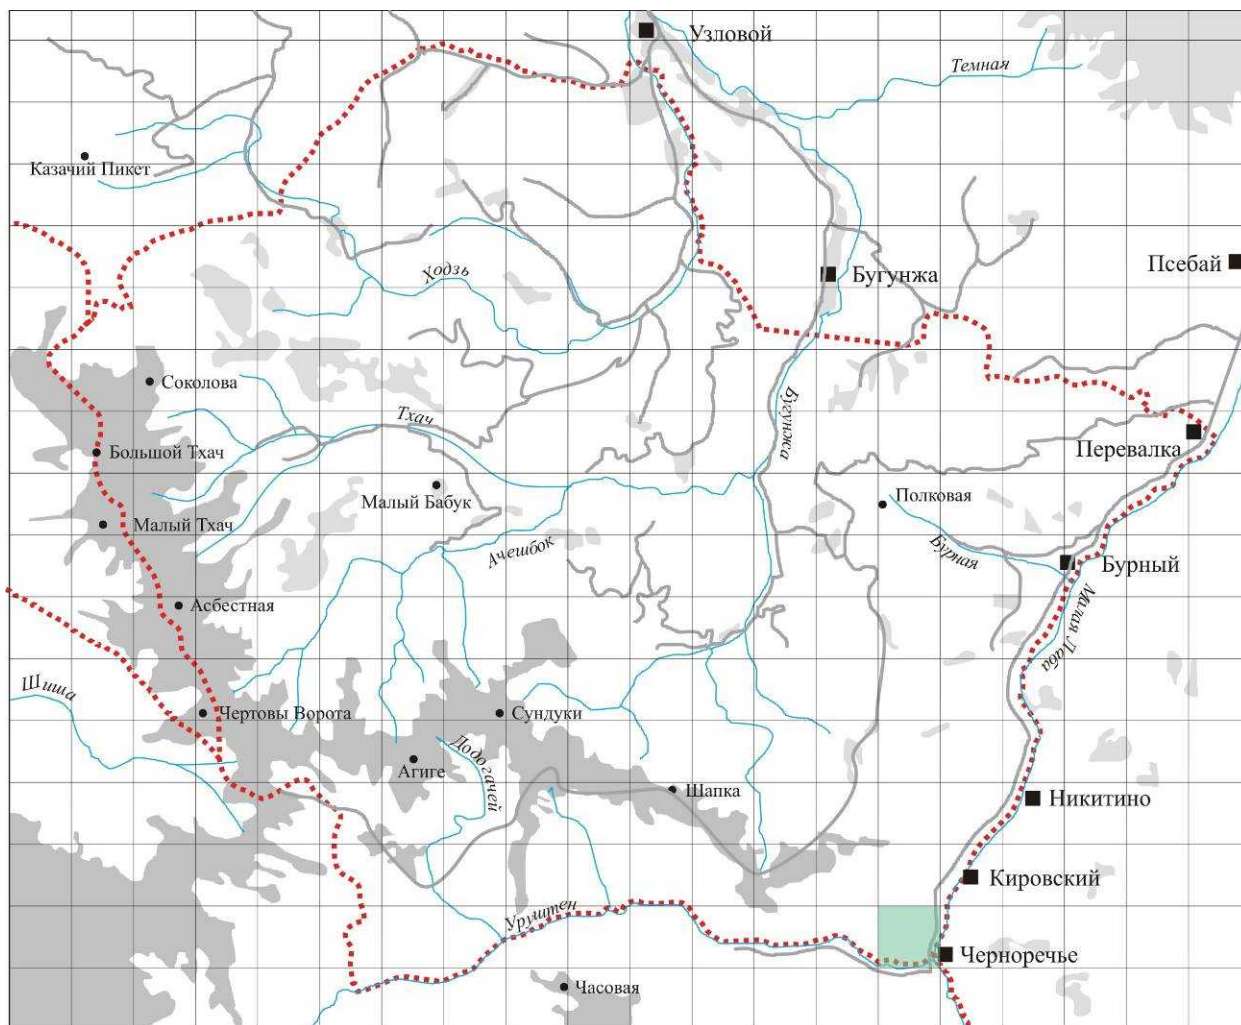 Узловой
Темная
Казачий Пикет
Ходзь
Бугунжа
Псебай
Соколова
Тхач
Бугунжа
Большой Тхач
Перевалка
Малый Бабук
Полковая
Малый Тхач
Ачешбок
Бурная
Бурный
Асбестная
Малая Лаба
Шиша
Чертовы Ворота
Сундуки
Додогачей
Агиге
Шапка
Никитино
Кировский
Уруштен
Черноречье
Часовая